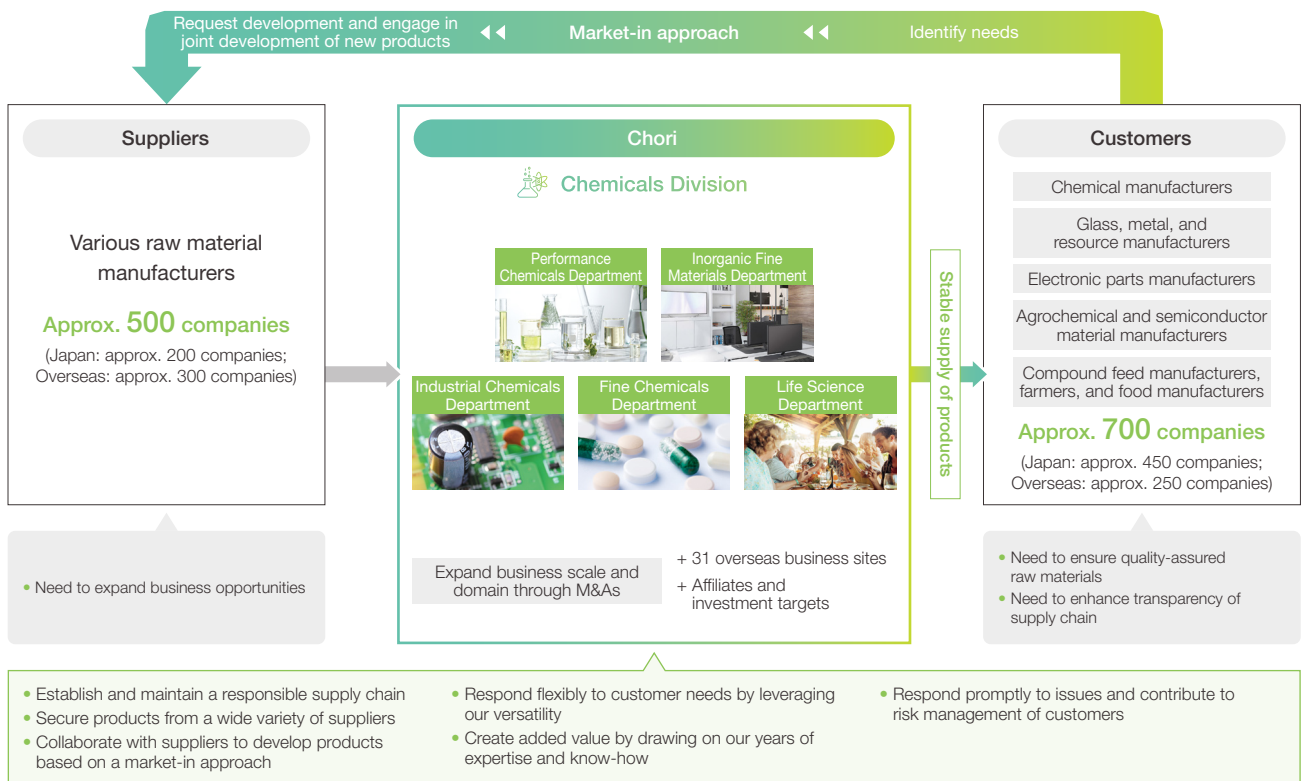 Request development and engage in
joint development of new products
Market-in approach
Identify needs
Suppliers
Various raw material
manufacturers
Approx. 500 companies
(Japan: approx. 200 companies;
Overseas: approx. 300 companies)
• Need to expand business opportunities
Chori
Chemicals Division
Performance
Chemicals Department
Inorganic Fine
Materials Department
Industrial Chemicals
Department
Fine Chemicals
Department
Life Science
Department
Expand business scale and
domain through M&As
+ 31 overseas business sites
+ Affiliates and
investment targets
Stable supply of products
Customers
Chemical manufacturers
Glass, metal, and
resource manufacturers
Electronic parts manufacturers
Agrochemical and semiconductor
material manufacturers
Compound feed manufacturers,
farmers, and food manufacturers
Approx. 700 companies
(Japan: approx. 450 companies;
Overseas: approx. 250 companies)
• Need to ensure quality-assured
raw materials
• Need to enhance transparency of
supply chain
• Establish and maintain a responsible supply chain
• Secure products from a wide variety of suppliers
• Collaborate with suppliers to develop products
based on a market-in approach
• Respond flexibly to customer needs by leveraging
our versatility
• Create added value by drawing on our years of
expertise and know-how
• Respond promptly to issues and contribute to
risk management of customers